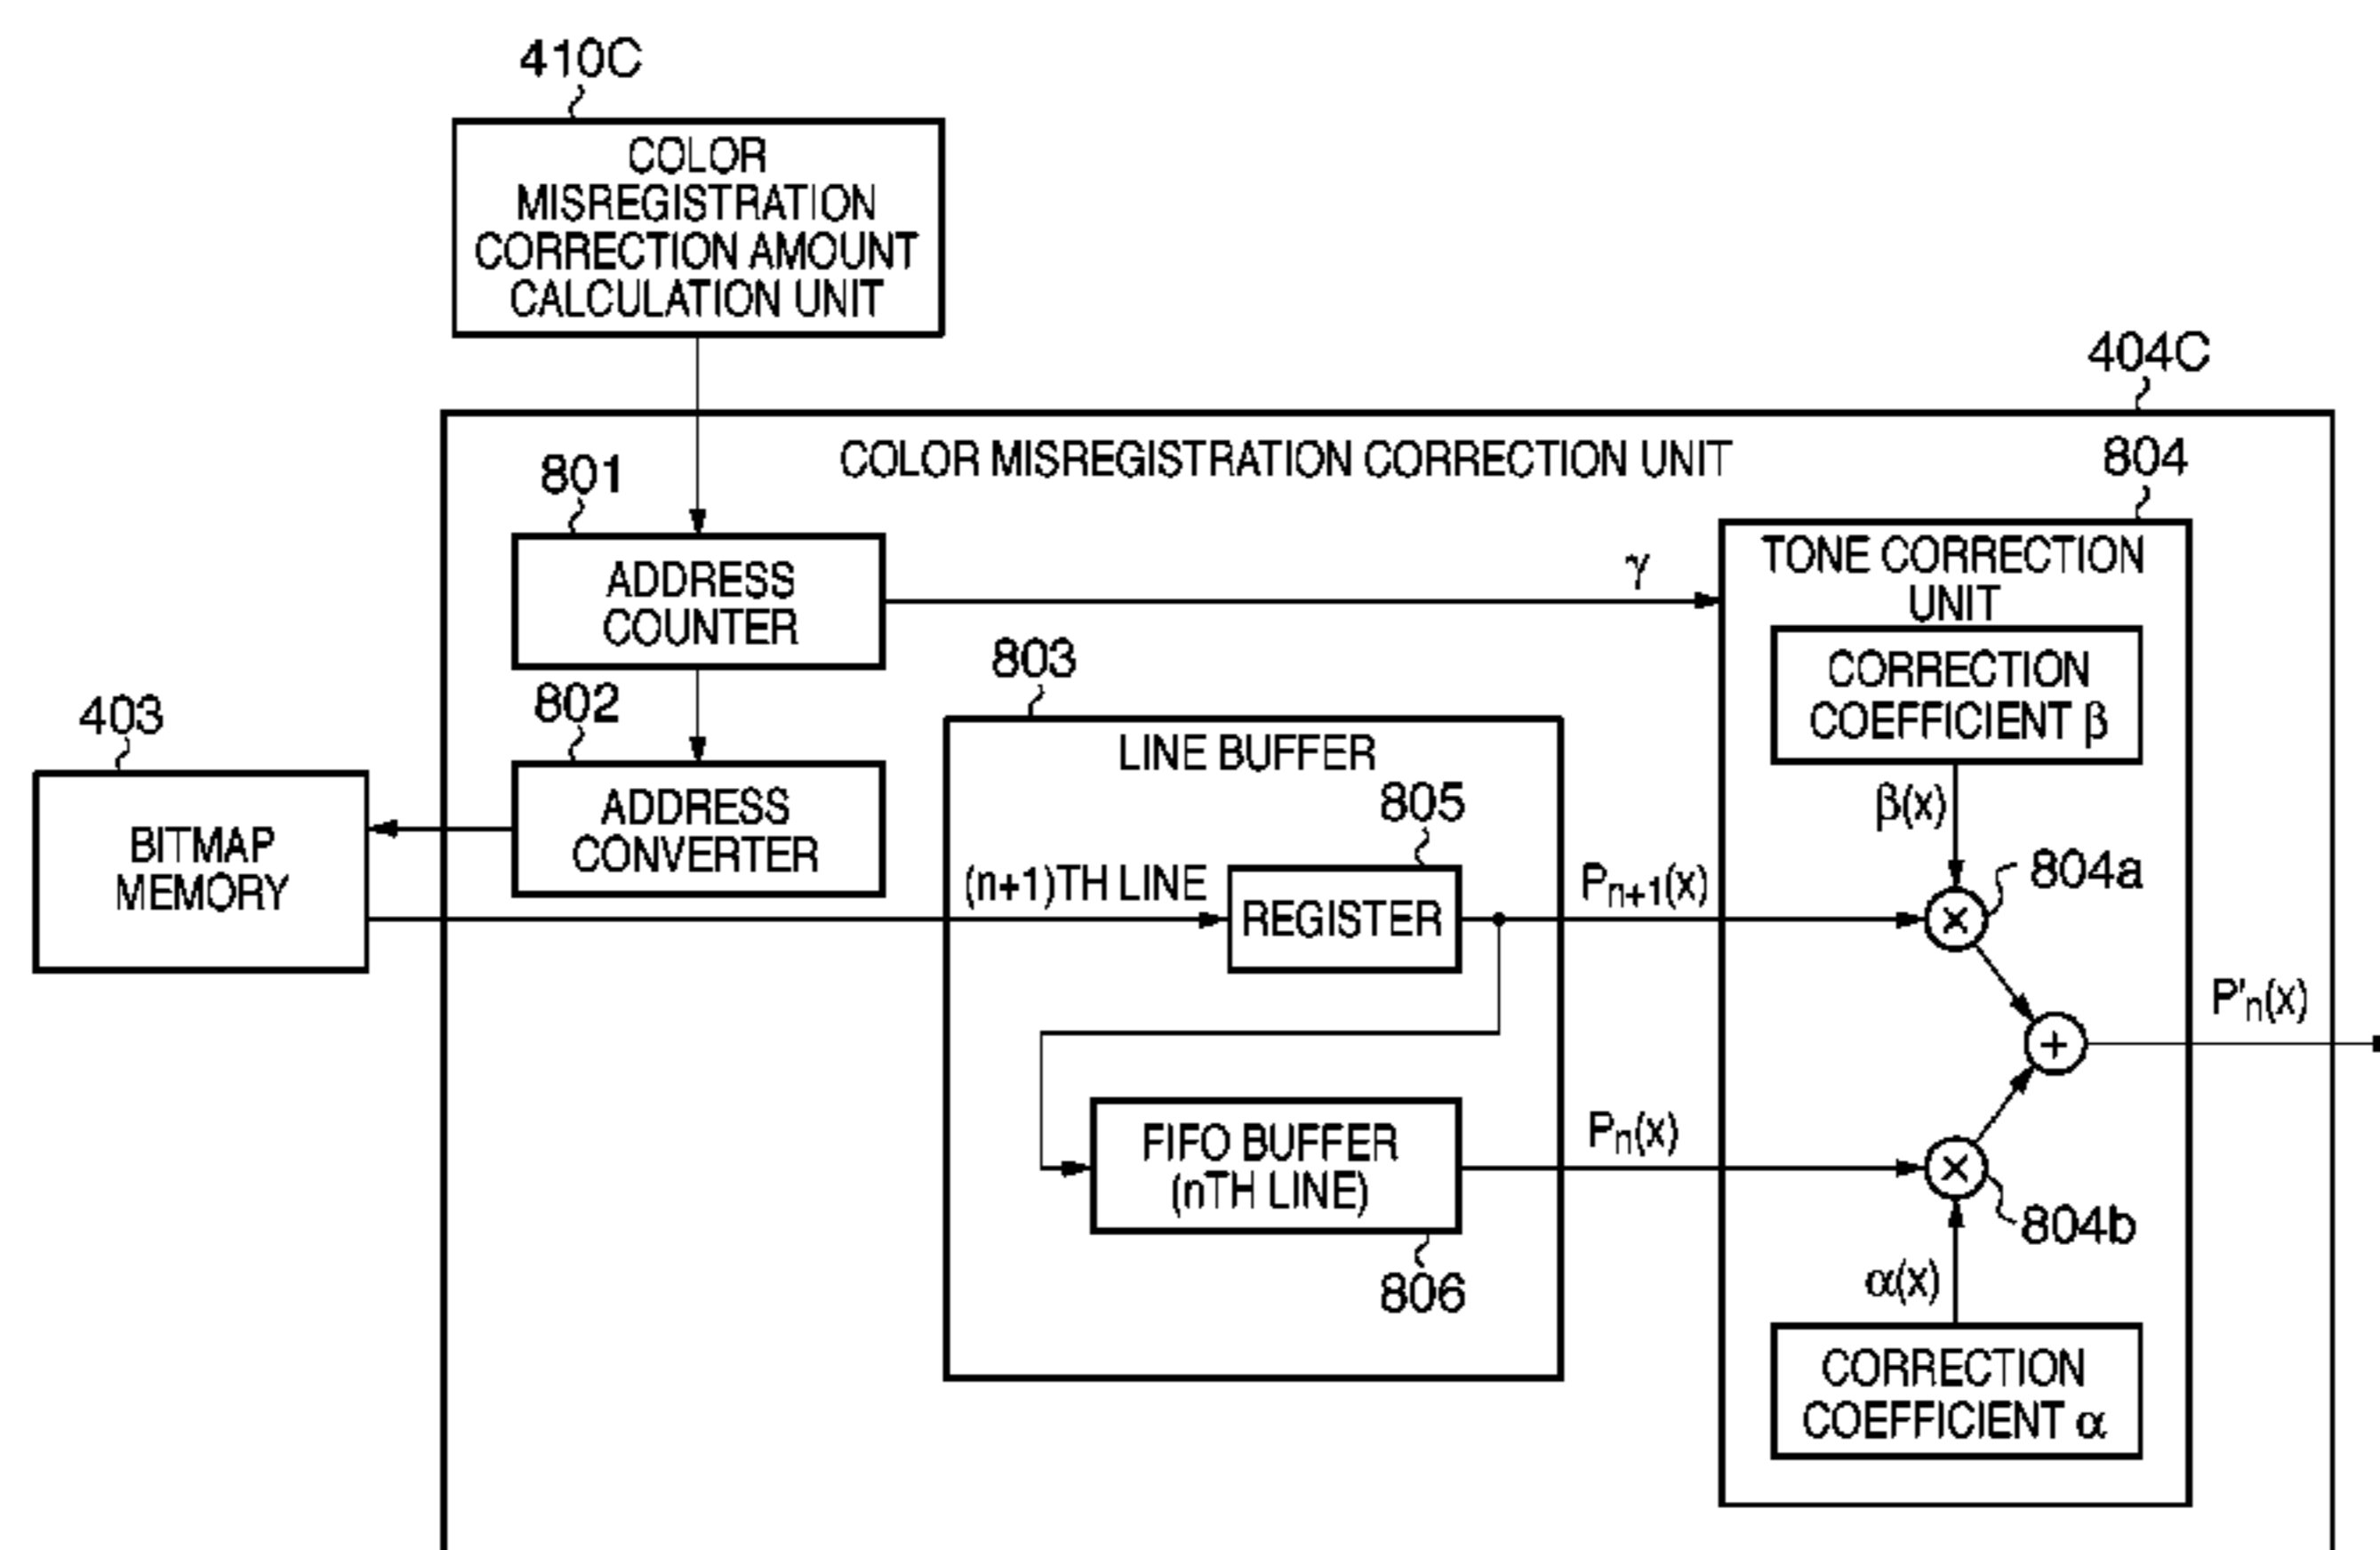 410C
COLOR
MISREGISTRATION
CORRECTION AMOUNT
CALCULATION UNIT
404C
COLOR MISREGISTRATION CORRECTION UNIT
801
804
ADDRESS
COUNTER
γ
TONE CORRECTION
UNIT
CORRECTION
COEFFICIENT β
β(x)
803
802
403
LINE BUFFER
ADDRESS
CONVERTER
BITMAP
MEMORY
805
(n+1)TH LINE
REGISTER
Pn+1(x)
804a
×
+
P'n(x)
FIFO BUFFER
(nTH LINE)
806
Pn(x)
×
804b
α(x)
CORRECTION
COEFFICIENT α